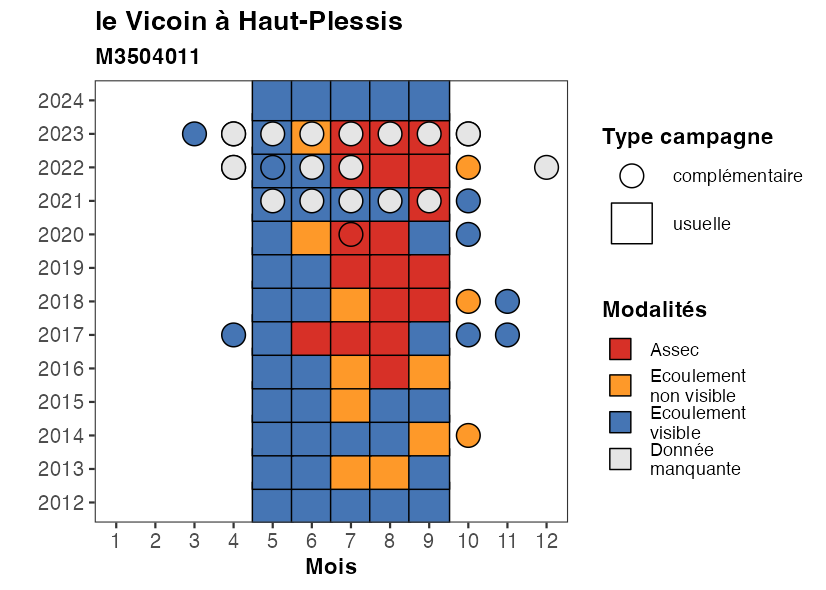 le Vicoin à Haut-Plessis
M3504011
2024
2023
2022
2021
2020
2019
2018
2017
2016
2015
2014
2013
2012
1 2 3 4 5 6 7 8 9 10 11 12
Mois
Type campagne
complémentaire
usuelle
Modalités
Assec
Ecoulement
non visible
Ecoulement
visible
Donnée
manquante